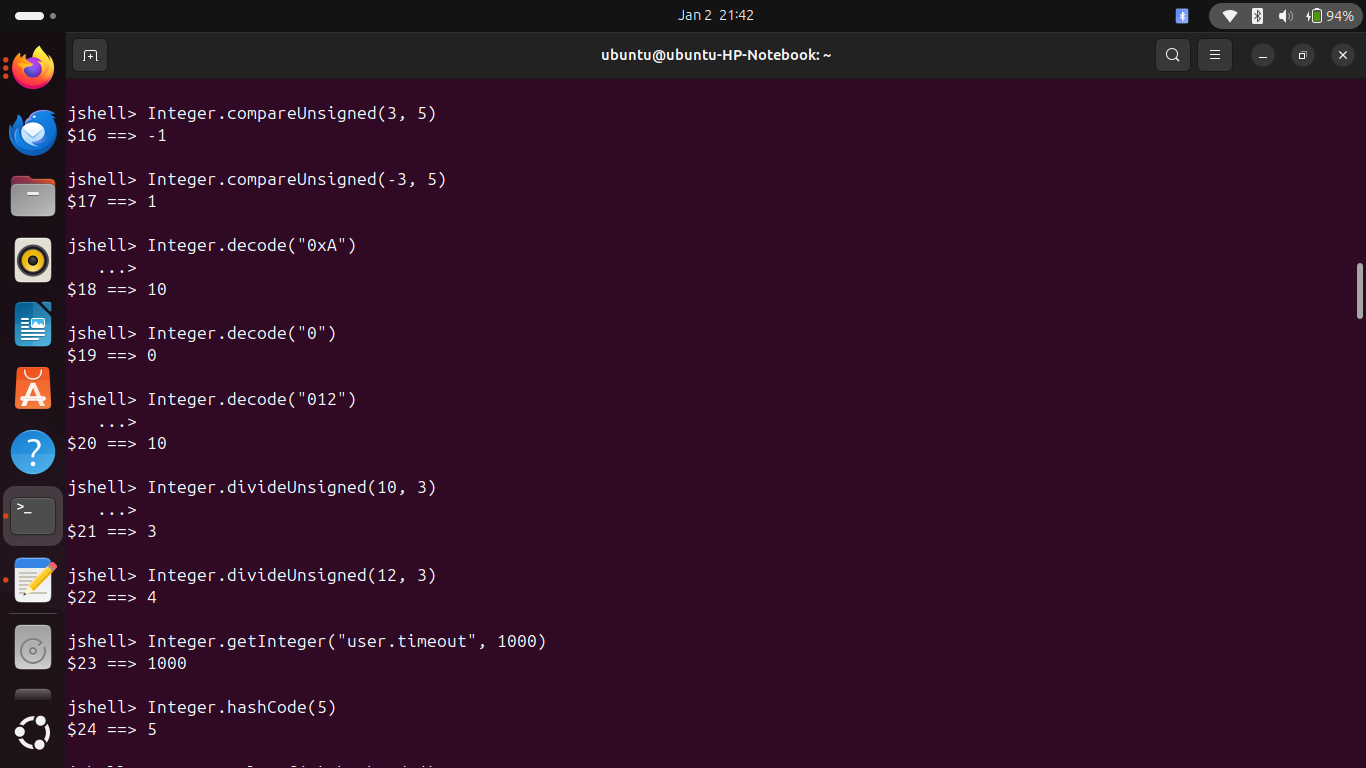 Jan 2 21:42
94%
ubuntu@ubuntu-HP-Notebook: ~
jshell> Integer.compareUnsigned(3, 5)
$16 ==> -1
jshell> Integer.compareUnsigned(-3, 5)
$17 ==> 1
jshell> Integer.decode("0xA")
...>
$18 ==> 10
jshell> Integer.decode("0")
$19 ==> 0
jshell> Integer.decode("012")
...>
$20 ==> 10
jshell> Integer.divideUnsigned(10, 3)
...>
$21 ==> 3
jshell> Integer.divideUnsigned(12, 3)
$22 ==> 4
jshell> Integer.getInteger("user.timeout", 1000)
$23 ==> 1000
jshell> Integer.hashCode(5)
$24 ==> 5